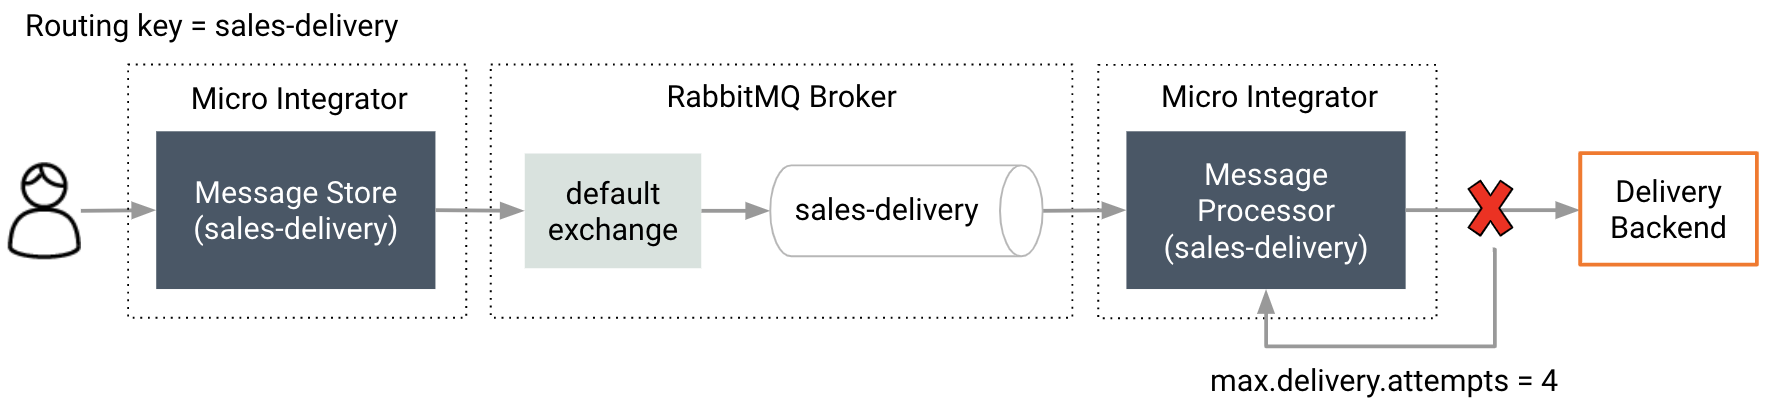 Routing key = sales-delivery
Micro Integrator
Message Store
(sales-delivery)
RabbitMQ Broker
default
exchange
sales-delivery
Micro Integrator
Message
Processor
(sales-delivery)
Delivery
Backend
max.delivery.attempts = 4